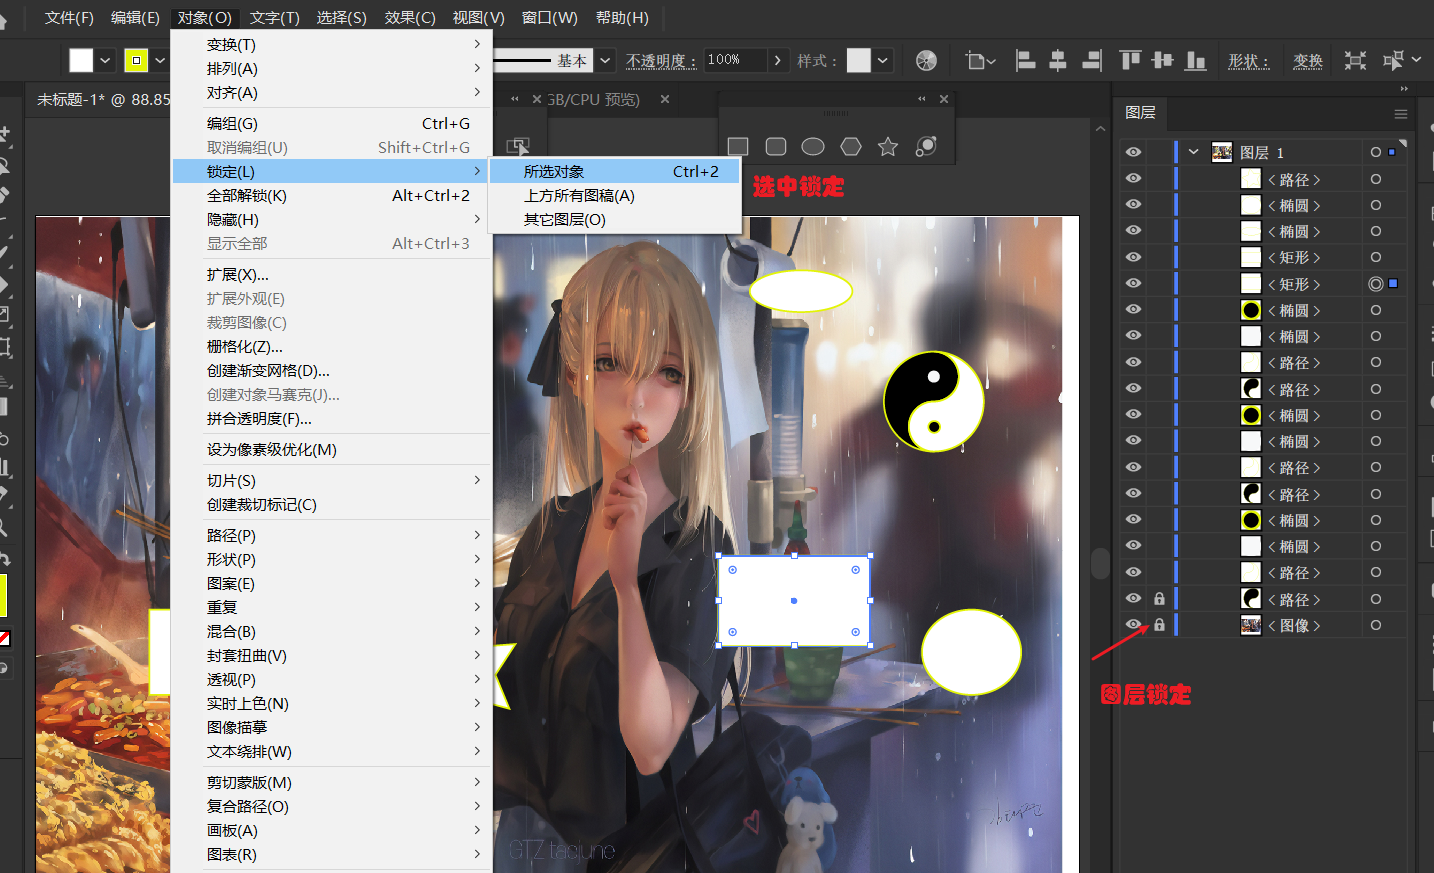 文件(F) 编辑(E) 对象(O) 文字(T) 选择(S) 效果(C) 视图(V) 窗口(W) 帮助(H)
基本 不透明度： 100% 样式： 形状： 变换
未标题-1* @ 88.85
GB/CPU 预览)
变换(T)
排列(A)
对齐(A)
编组(G) Ctrl+G
取消编组(U) Shift+Ctrl+G
锁定(L)
全部解锁(K) Alt+Ctrl+2
隐藏(H)
显示全部 Alt+Ctrl+3
扩展(X)...
扩展外观(E)
裁剪图像(C)
栅格化(Z)...
创建渐变网格(D)...
创建对象马赛克(J)...
拼合透明度(F)...
设为像素级优化(M)
切片(S)
创建裁切标记(C)
路径(P)
形状(P)
图案(E)
重复
混合(B)
封套扭曲(V)
透视(P)
实时上色(N)
图像描摹
文本绕排(W)
剪切蒙版(M)
复合路径(O)
画板(A)
图表(R)
所选对象 Ctrl+2
上方所有图稿(A)
其它图层(O)
选中锁定
GTZ taejune
图层
图层 1
<路径>
<椭圆>
<椭圆>
<矩形>
<矩形>
<椭圆>
<椭圆>
<路径>
<路径>
<椭圆>
<椭圆>
<路径>
<路径>
<椭圆>
<椭圆>
<路径>
<路径>
<图像>
图层锁定